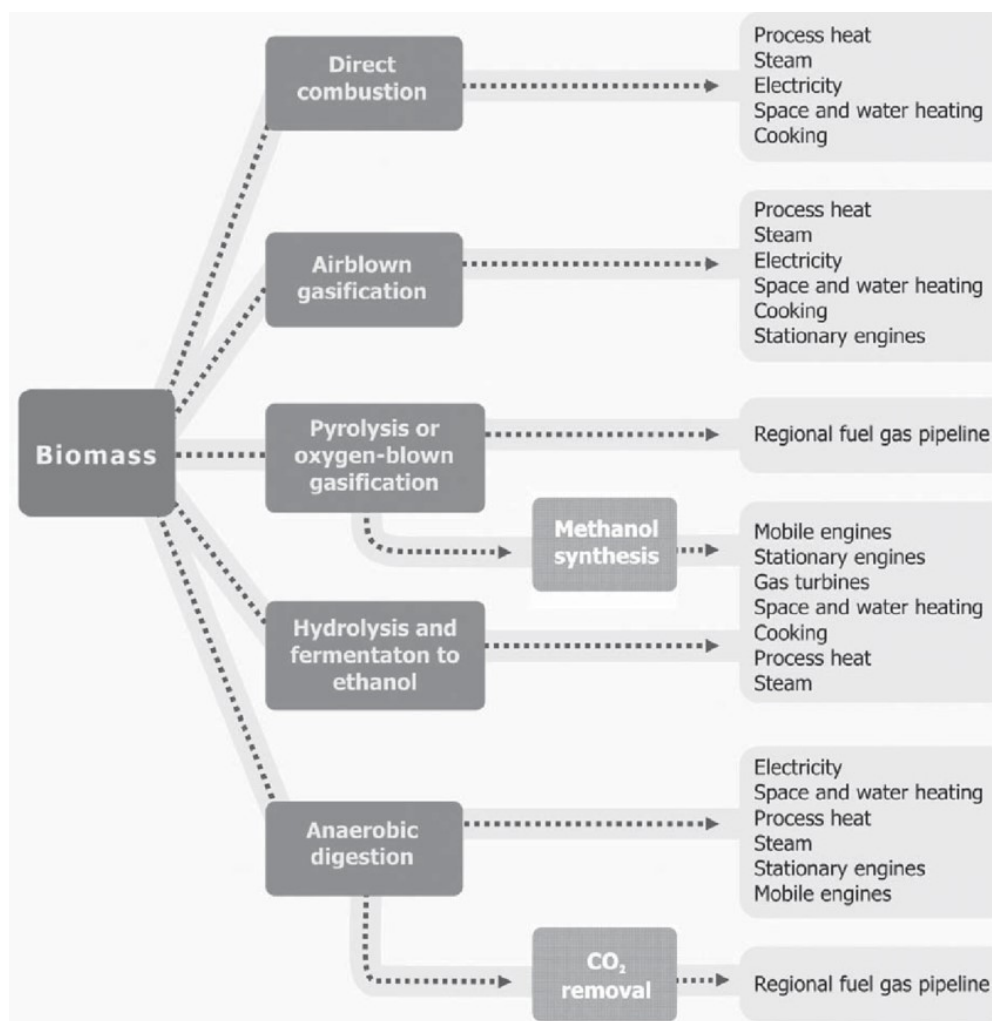 Biomass
Direct
combustion
Process heat
Steam
Electricity
Space and water heating
Cooking
Airblown
gasification
Process heat
Steam
Electricity
Space and water heating
Cooking
Stationary engines
Pyrolysis or
oxygen-blown
gasification
Regional fuel gas pipeline
Methanol
synthesis
Mobile engines
Stationary engines
Gas turbines
Space and water heating
Cooking
Process heat
Steam
Hydrolysis and
fermentaton to
ethanol
Anaerobic
digestion
Electricity
Space and water heating
Process heat
Steam
Stationary engines
Mobile engines
CO₂
removal
Regional fuel gas pipeline